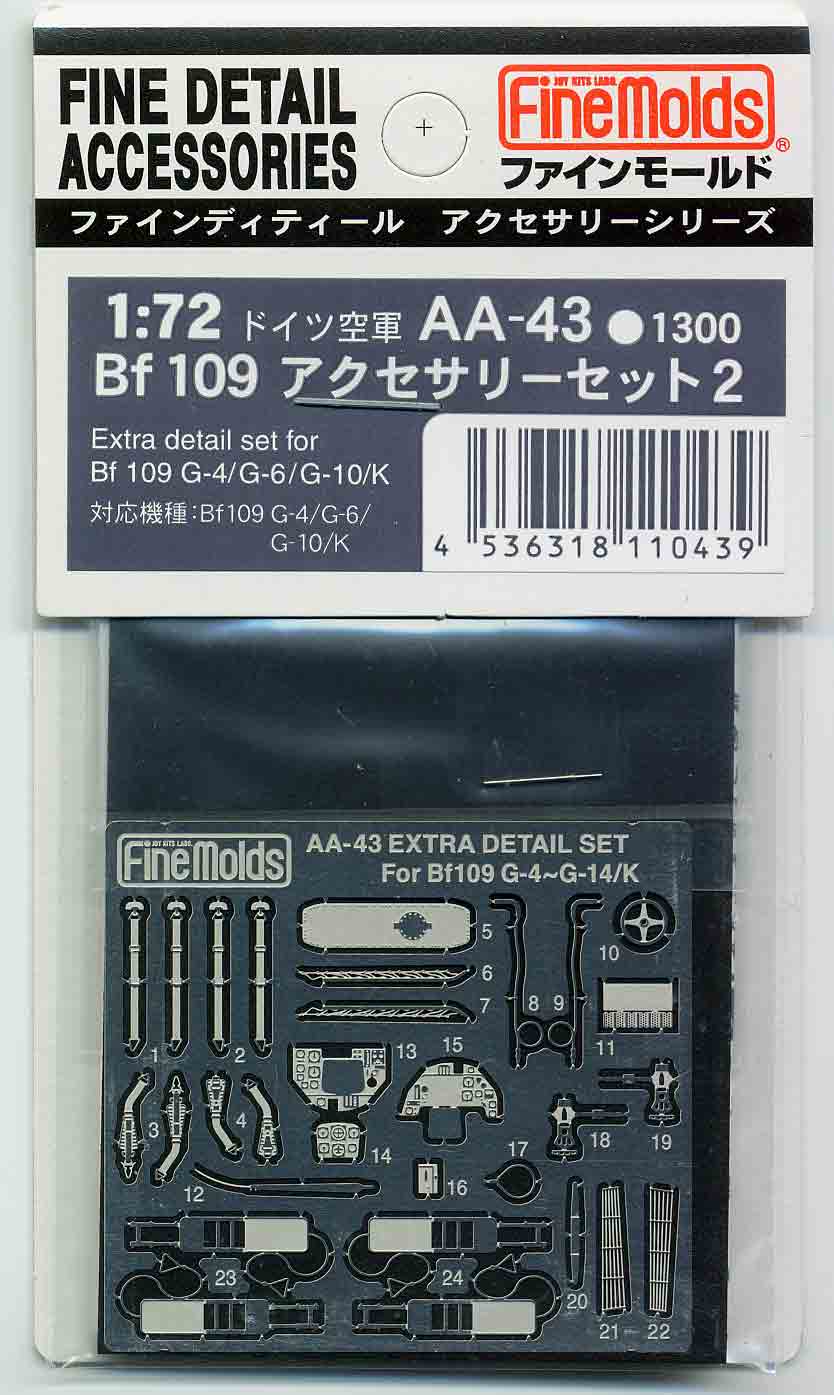 FINE DETAIL
ACCESSORIES
JOY KITS LABO.
FineMolds®
ファインモールド
ファインディティール アクセサリーシリーズ
1:72 ドイツ空軍 AA-43 ●1300
Bf 109 アクセサリーセット2
Extra detail set for
Bf 109 G-4/G-6/G-10/K
対応機種:Bf109 G-4/G-6/
G-10/K
4 536318 110439
JOY KITS LABO.
FineMolds
AA-43 EXTRA DETAIL SET
For Bf109 G-4~G-14/K
5
10
6
7
8 9
11
1
2
13
15
3
4
14
17
18
19
12
16
23
24
20
21
22